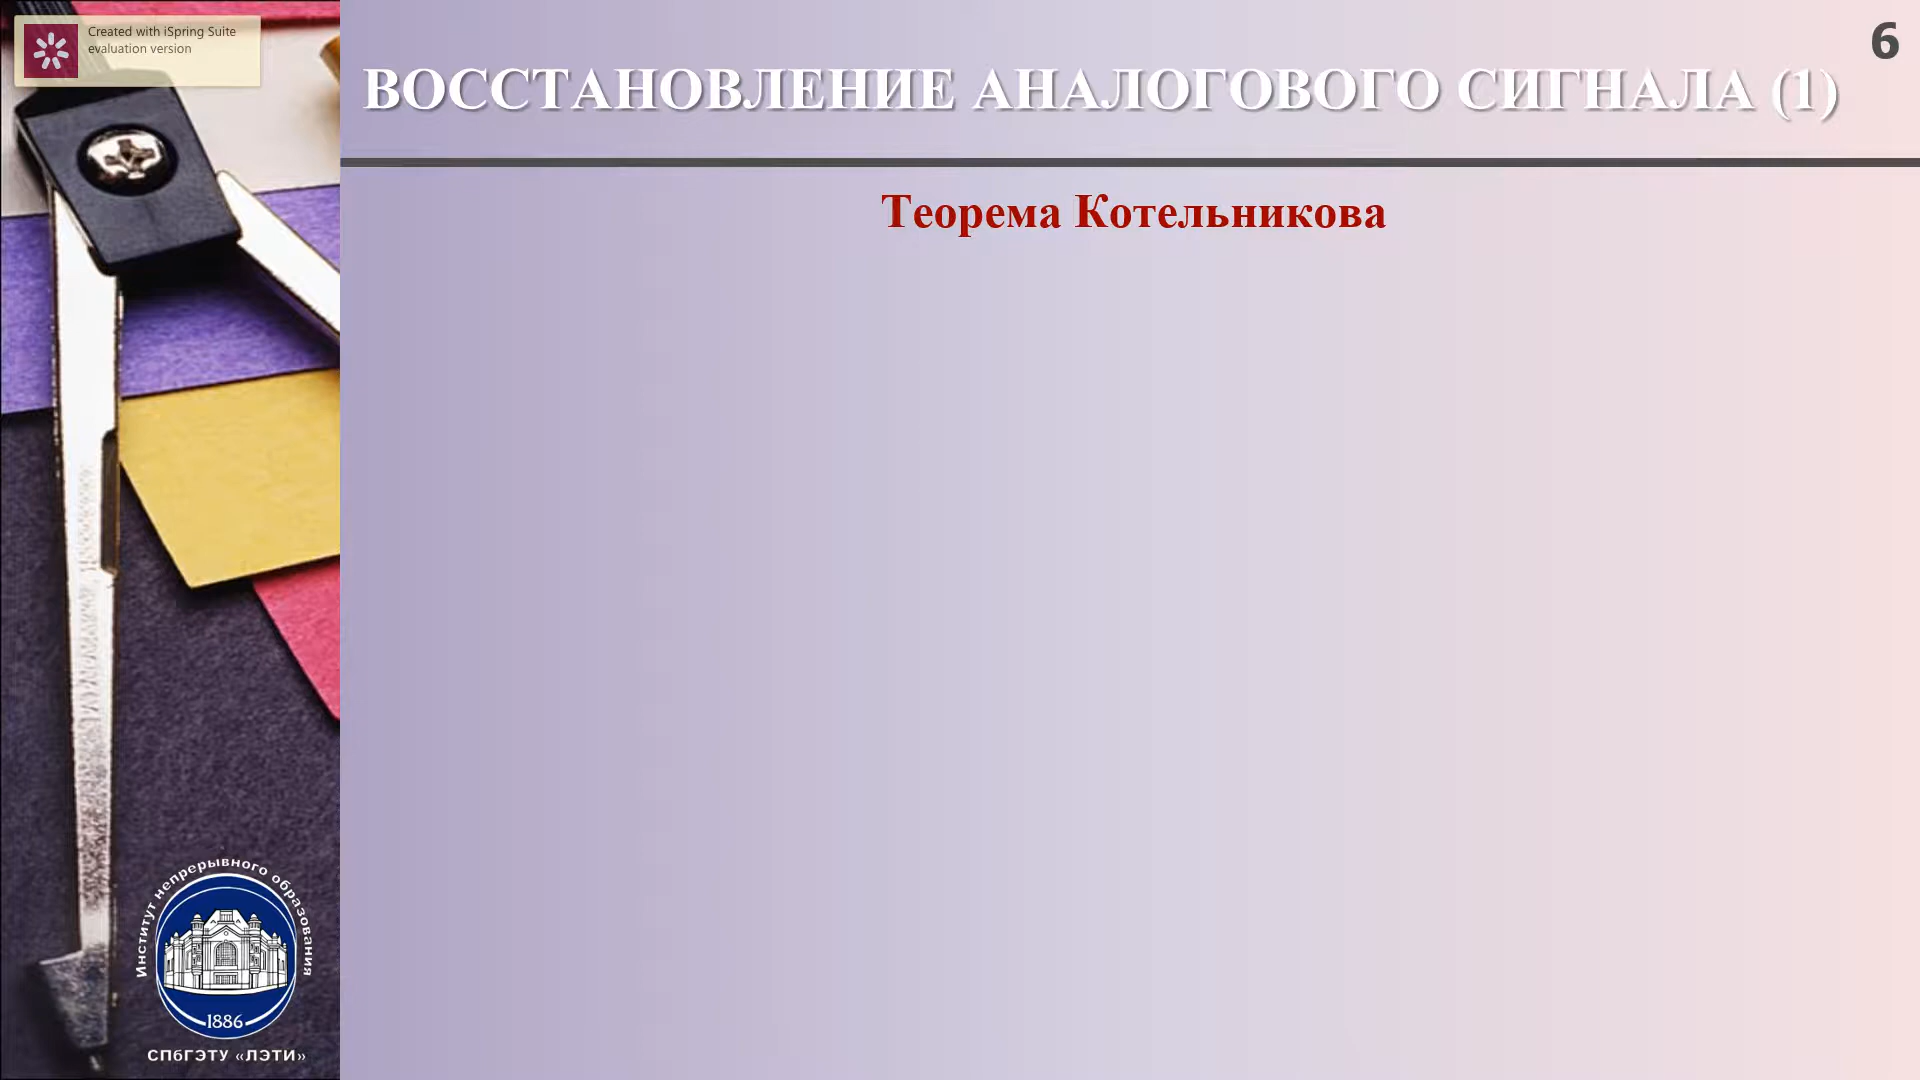 Created with iSpring Suite
evaluation version
6
ВОССТАНОВЛЕНИЕ АНАЛОГОВОГО СИГНАЛА (1)
Теорема Котельникова
Институт непрерывного образования
1886
СПбГЭТУ «ЛЭТИ»